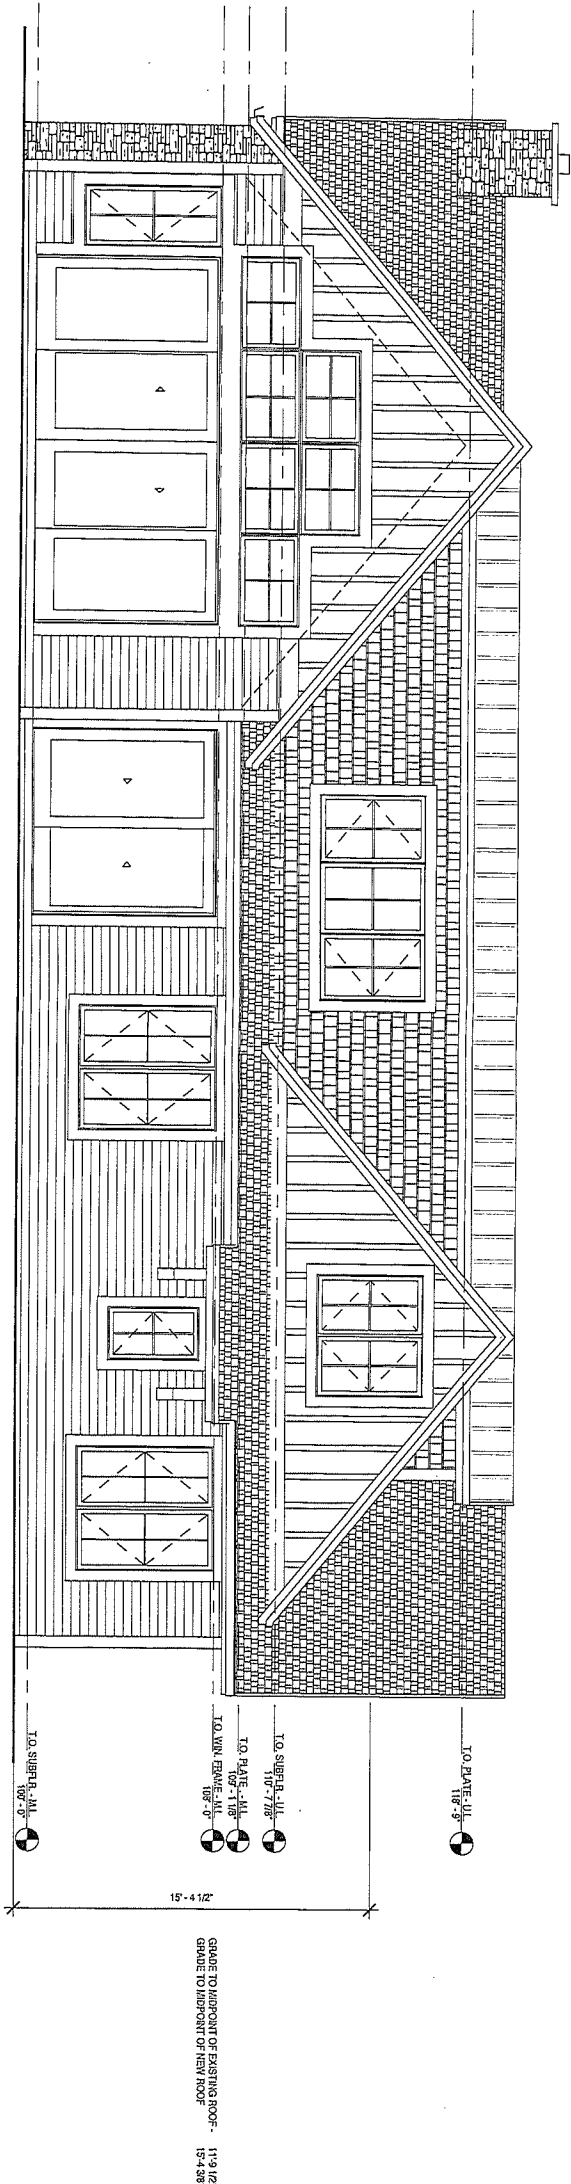 T.O. PLATE - U.L.
118' - 9"
T.O. SUBFLR. - U.L.
110' - 7 7/8"
T.O. PLATE - M.L.
109' - 1 1/8"
T.O. WIN. FRAME - M.L.
108' - 0"
T.O. SUBFLR. - M.L.
100' - 0"
15' - 4 1/2"
GRADE TO MIDPOINT OF EXISTING ROOF - 11'-9 1/2
GRADE TO MIDPOINT OF NEW ROOF 15'-4 3/8